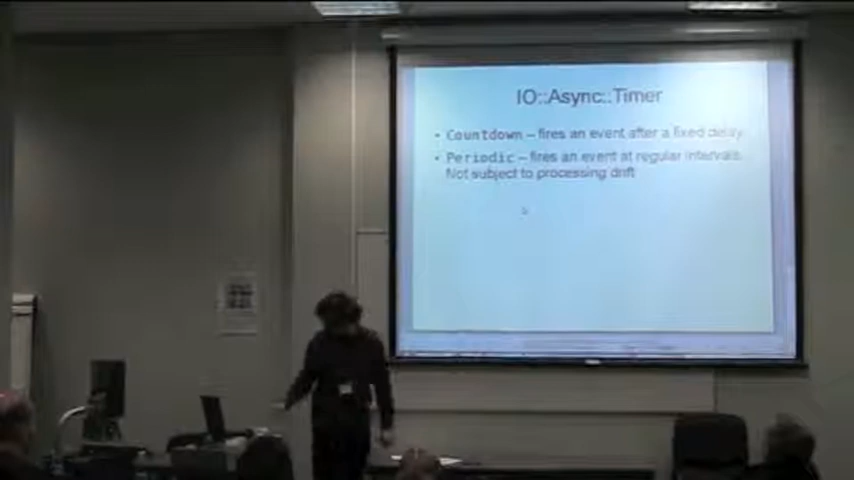 IO::Async::Timer
• Countdown – fires an event after a fixed delay
• Periodic – fires an event at regular intervals.
Not subject to processing drift